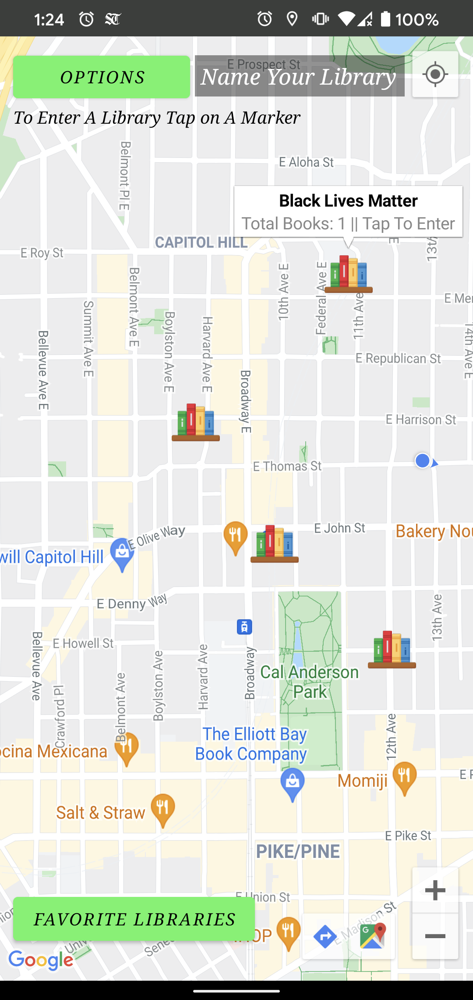 1:24
100%
E Prospect St
OPTIONS
Name Your Library
To Enter A Library Tap on A Marker
Belmont Pl E
E Aloha St
Black Lives Matter
Total Books: 1 || Tap To Enter
CAPITOL HILL
E
13th
E Roy St
Belmont Ave E
10th Ave E
Federal Ave E
11th Ave
E Mer
Summit Ave E
Boylston Ave E
Harvard Ave E
Bellevue Ave E
14th Ave E
E Republican St
Broadway E
E Harrison St
E Thomas St
E John St
Bakery Nou
E Olive Way
will Capitol Hill
E Denny Way
13th Ave
E Howell St
Bellevue Ave
Crawford Pl
Belmont Ave
Boylston Ave
Harvard Ave
Broadway
Cal Anderson
Park
12th Ave
The Elliott Bay
Book Company
ocina Mexicana
E P
Momiji
Salt & Straw
E Pike St
PIKE/PINE
E Union St
E Madison St
FAVORITE LIBRARIES
IHOP
Univ
Senec
Google